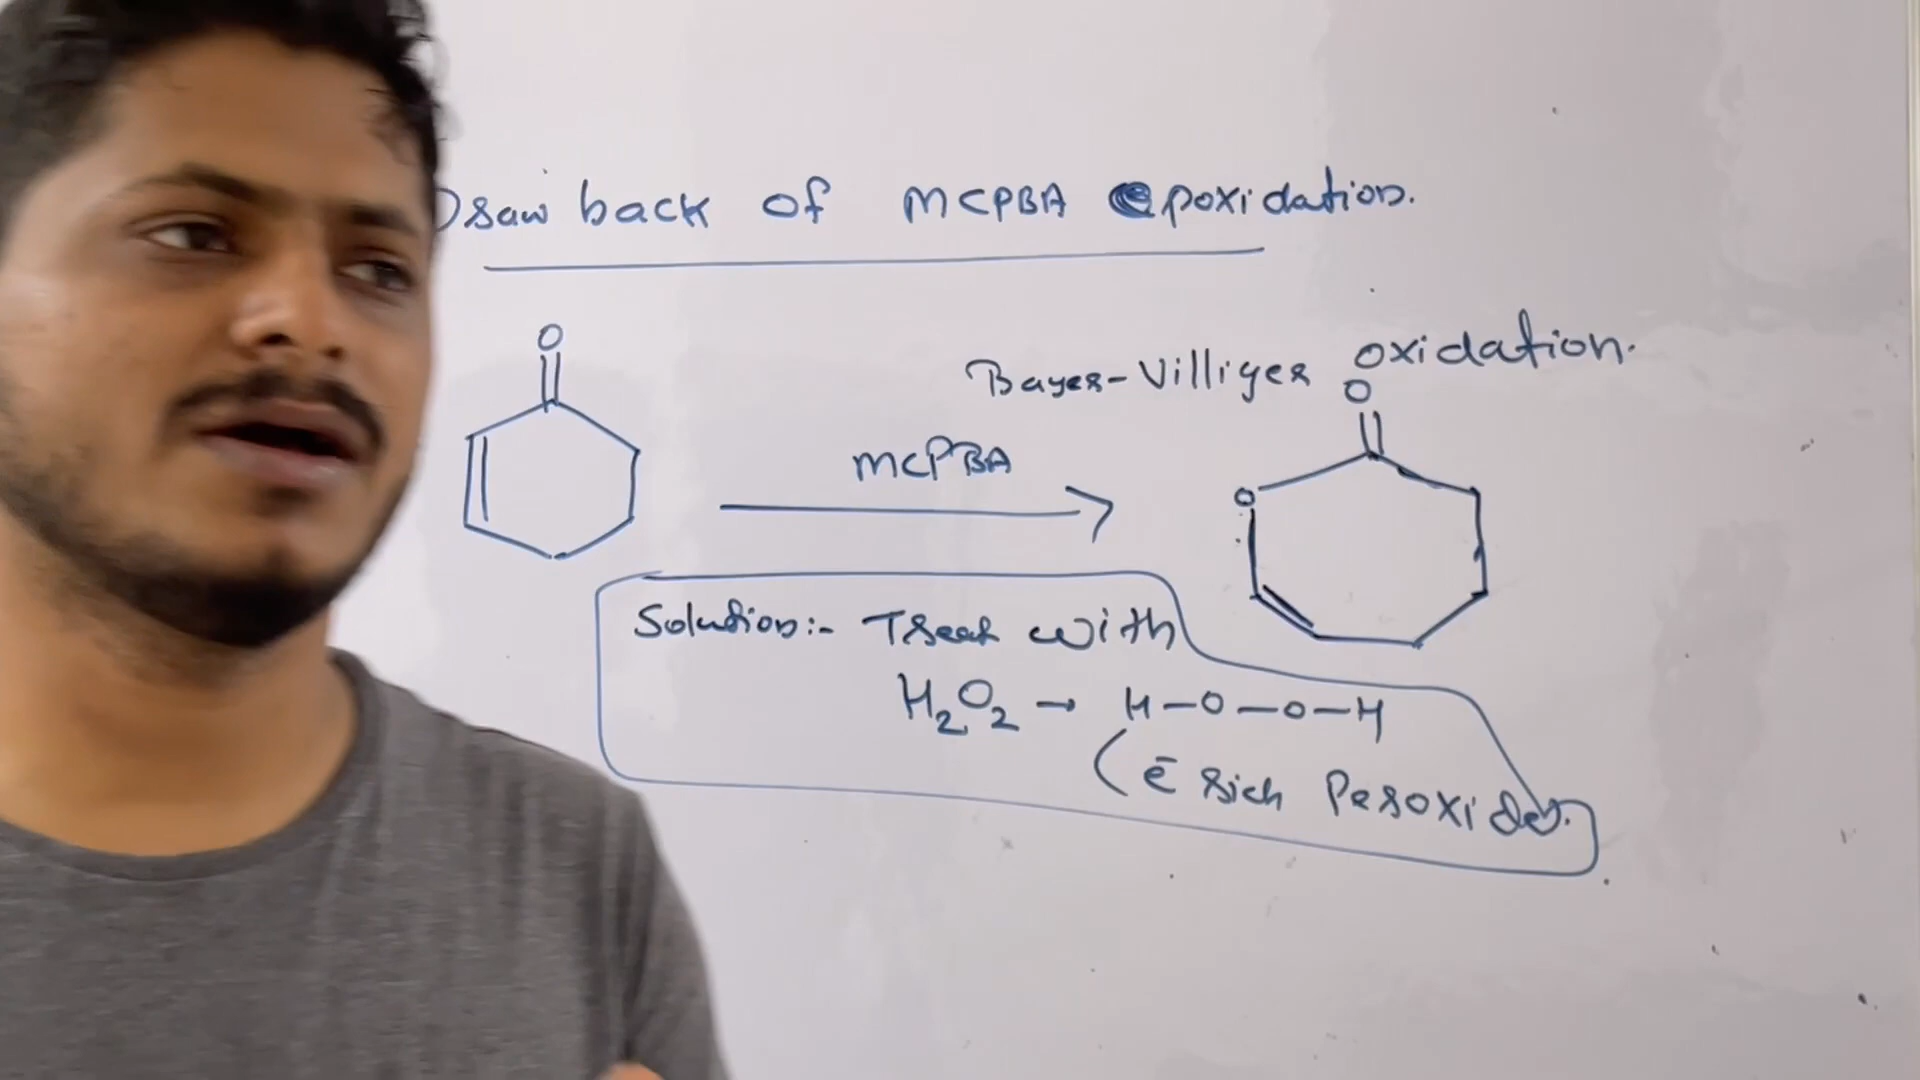 Draw back of MCPBA epoxidation.
O
Bayer-Villiger oxidation.
O
MCPBA
O
Solution:- Treat with
H2O2 → H-O-O-H
(ē rich Peroxide).